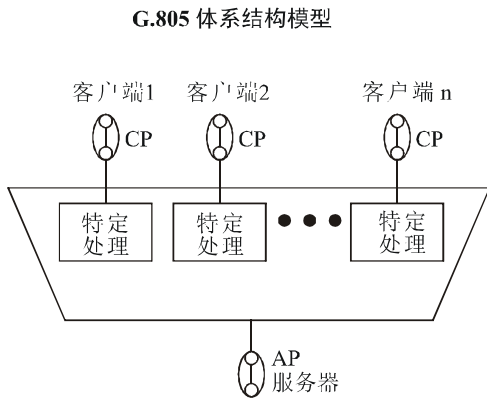 G.805 体系结构模型
客户端1 客户端2 客户端 n
CP CP CP
特定 特定 特定
处理 处理 处理
AP
服务器